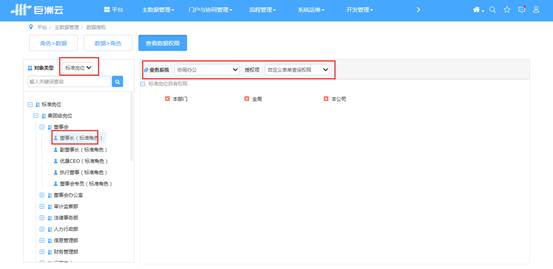 巨洲云 平台 主数据管理 门户与协同管理 流程管理 系统运维 开发管理
平台 / 主数据管理 / 数据授权
角色>数据 数据>角色 查看数据权限
对象类型 标准岗位
业务系统 协同办公 授权项 自定义表单查询权限
输入关键词查询
标准岗位自有权限
本部门 全局 本公司
标准岗位
集团级岗位
董事会
董事长（标准角色）
副董事长（标准角色）
优晟CEO（标准角色）
执行董事（标准角色）
董事会专员（标准角色）
董事会办公室
审计监察部
法律事务部
人力行政部
信息管理部
财务管理部